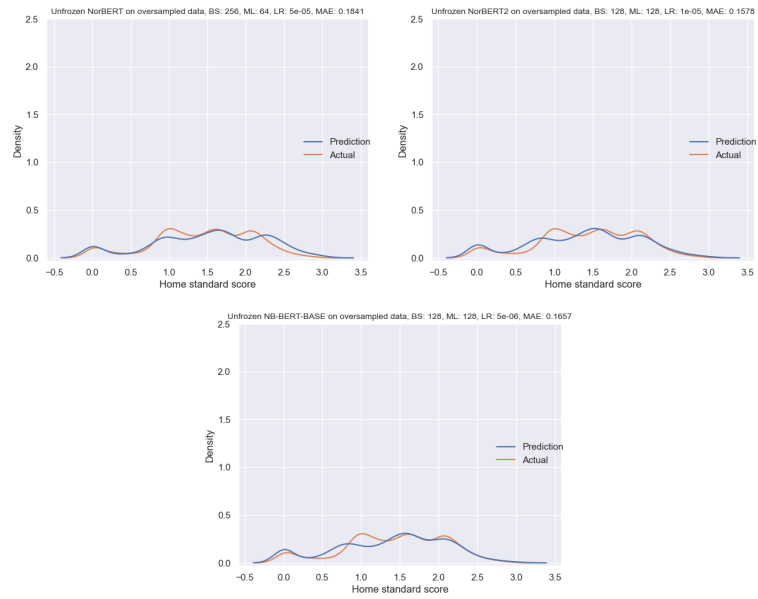 Unfrozen NorBERT on oversampled data, BS: 256, ML: 64, LR: 5e-05, MAE: 0.1841
2.5
2.0
1.5
1.0
0.5
0.0
Density
Prediction
Actual
−0.5 0.0 0.5 1.0 1.5 2.0 2.5 3.0 3.5
Home standard score
Unfrozen NorBERT2 on oversampled data, BS: 128, ML: 128, LR: 1e-05, MAE: 0.1578
2.5
2.0
1.5
1.0
0.5
0.0
Density
Prediction
Actual
−0.5 0.0 0.5 1.0 1.5 2.0 2.5 3.0 3.5
Home standard score
Unfrozen NB-BERT-BASE on oversampled data, BS: 128, ML: 128, LR: 5e-06, MAE: 0.1657
2.5
2.0
1.5
1.0
0.5
0.0
Density
Prediction
Actual
−0.5 0.0 0.5 1.0 1.5 2.0 2.5 3.0 3.5
Home standard score